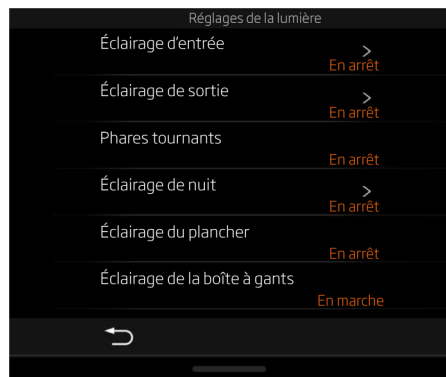 Réglages de la lumière
Éclairage d'entrée
En arrêt
Éclairage de sortie
En arrêt
Phares tournants
En arrêt
Éclairage de nuit
En arrêt
Éclairage du plancher
En arrêt
Éclairage de la boîte à gants
En marche